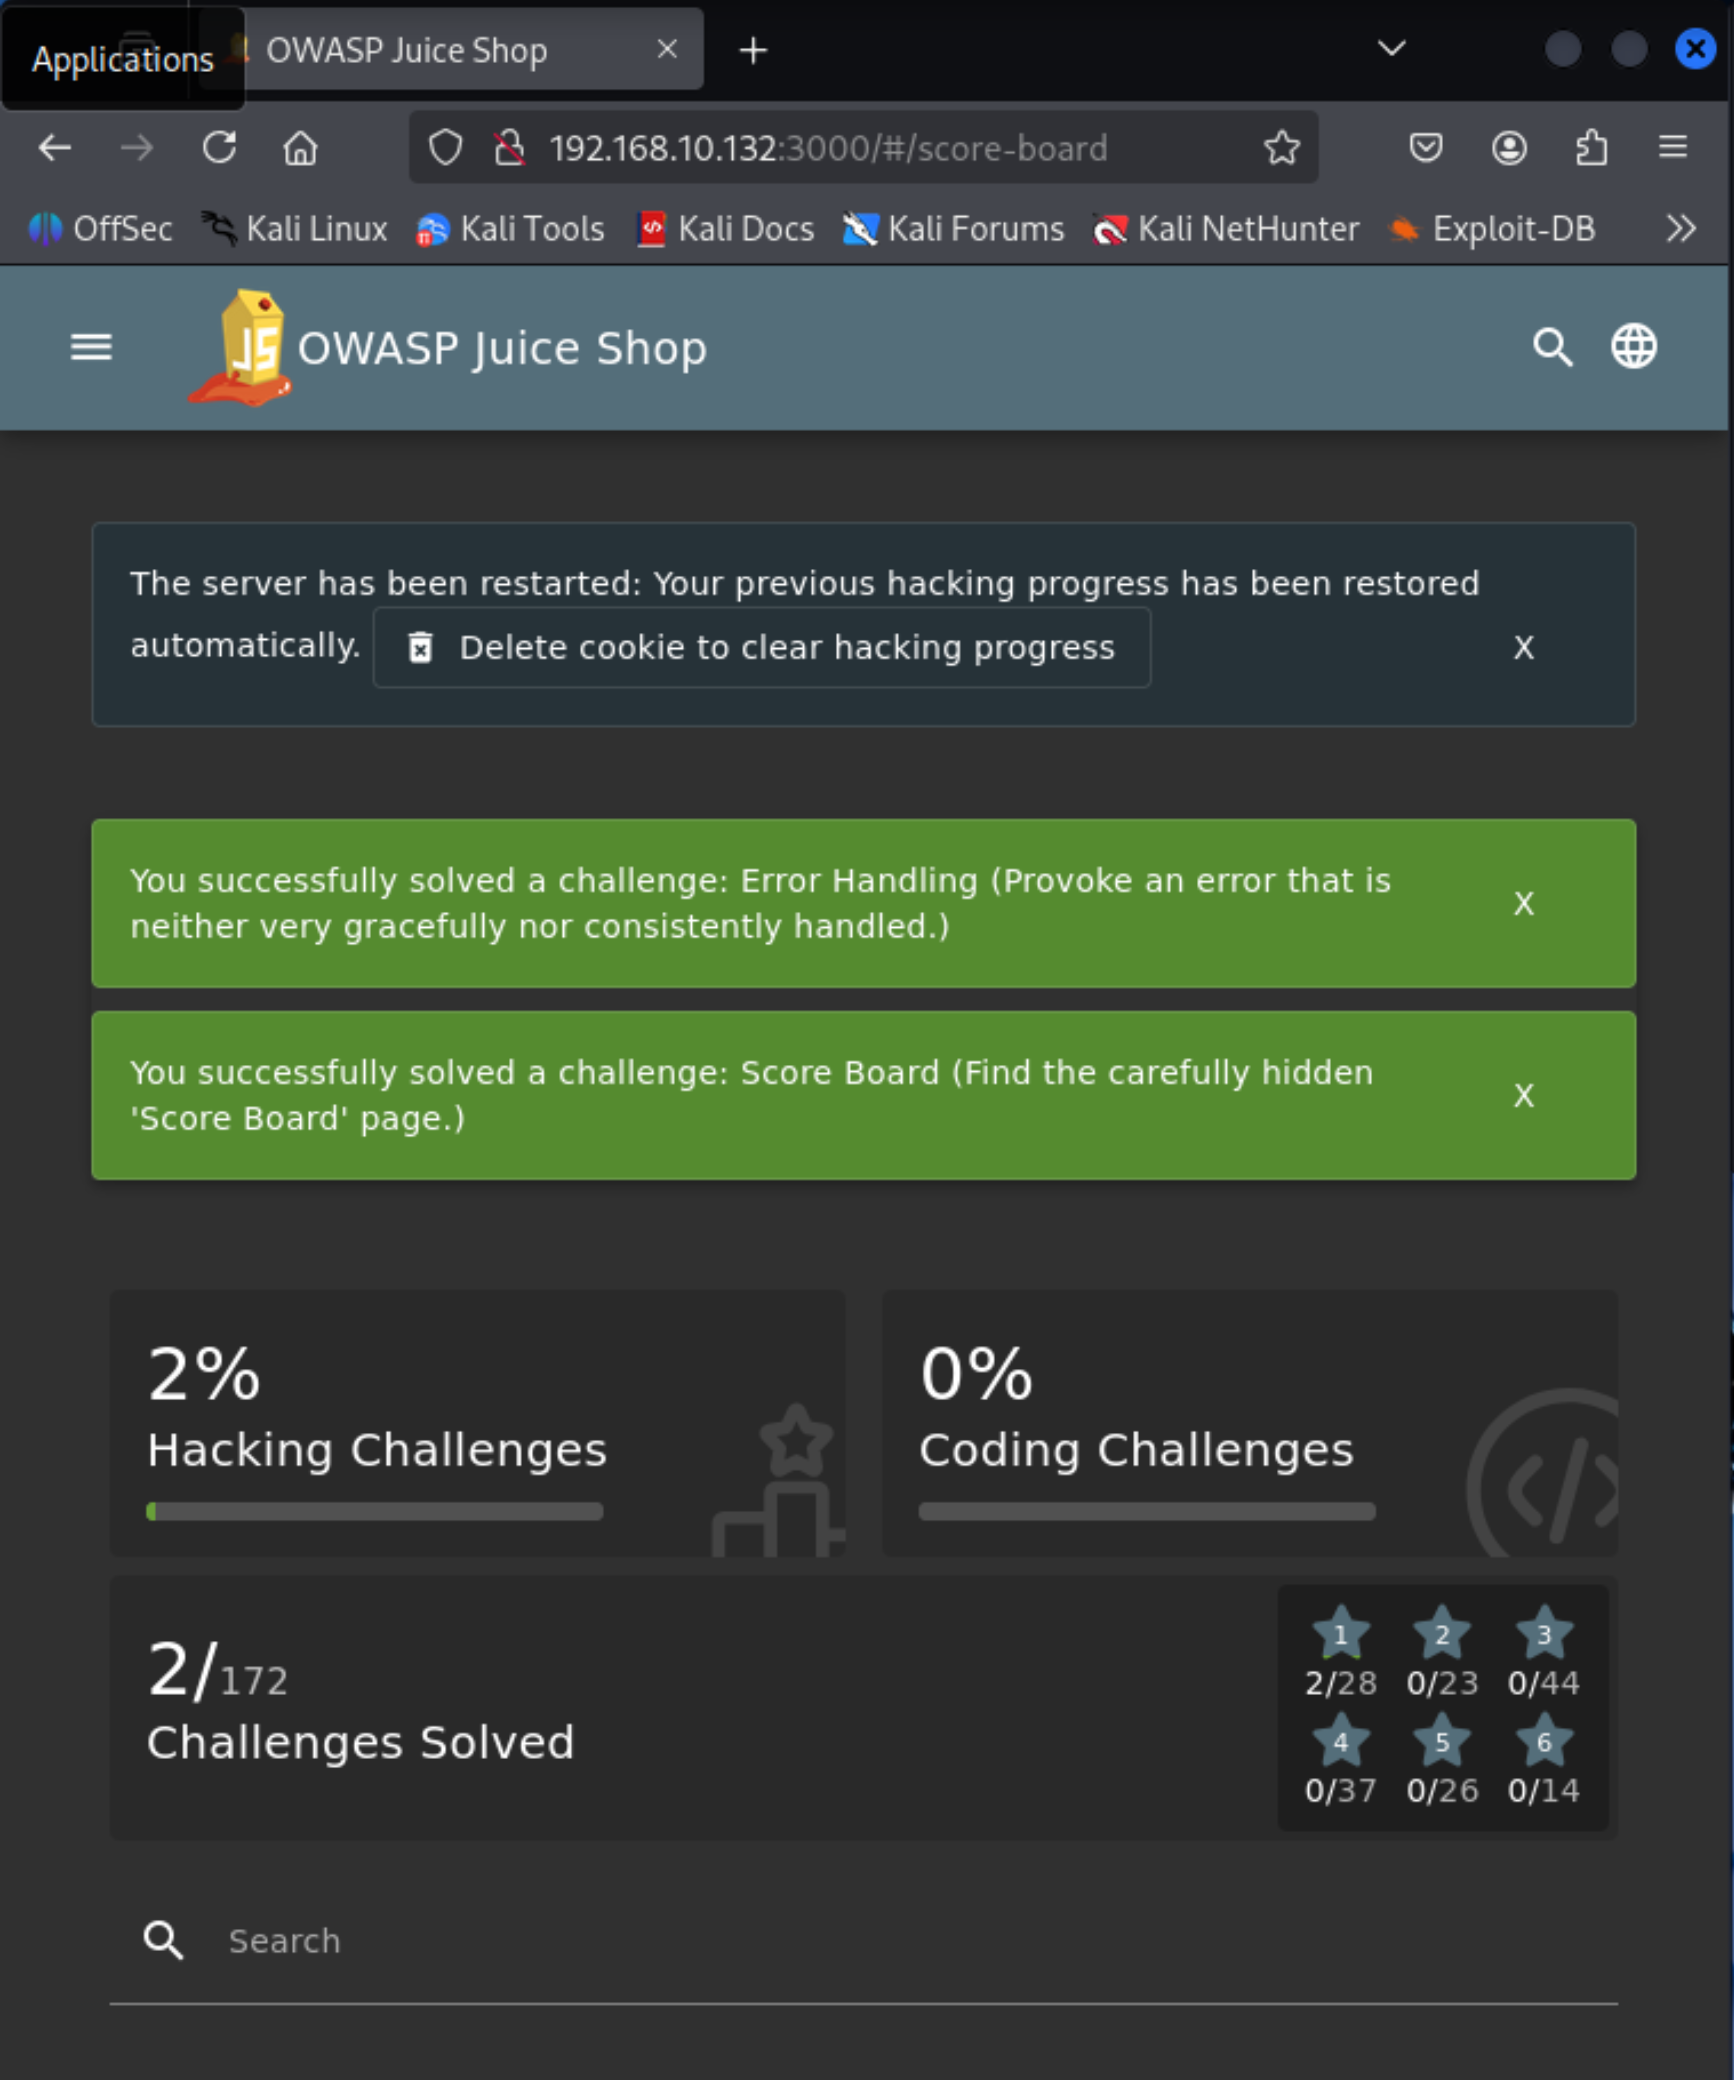 Applications
OWASP Juice Shop
192.168.10.132:3000/#/score-board
OffSec Kali Linux Kali Tools Kali Docs Kali Forums Kali NetHunter Exploit-DB
JS OWASP Juice Shop
The server has been restarted: Your previous hacking progress has been restored
automatically. Delete cookie to clear hacking progress X
You successfully solved a challenge: Error Handling (Provoke an error that is
neither very gracefully nor consistently handled.)
X
You successfully solved a challenge: Score Board (Find the carefully hidden
'Score Board' page.)
X
2%
Hacking Challenges
0%
Coding Challenges
2/172
Challenges Solved
1 2 3
2/28 0/23 0/44
4 5 6
0/37 0/26 0/14
Search